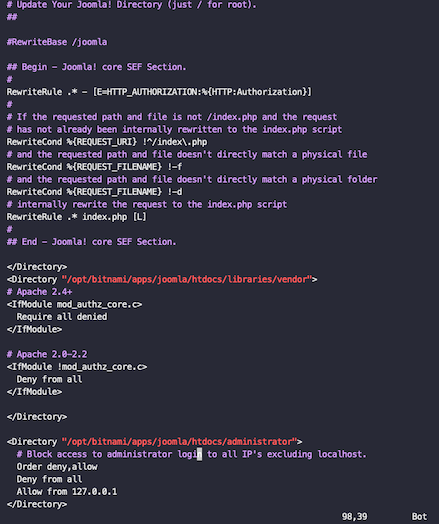 # Update Your Joomla! Directory (just / for root).
##
#RewriteBase /joomla
## Begin – Joomla! core SEF Section.
#
RewriteRule .* – [E=HTTP_AUTHORIZATION:%{HTTP:Authorization}]
#
# If the requested path and file is not /index.php and the request
# has not already been internally rewritten to the index.php script
RewriteCond %{REQUEST_URI} !^/index\.php
# and the requested path and file doesn't directly match a physical file
RewriteCond %{REQUEST_FILENAME} !–f
# and the requested path and file doesn't directly match a physical folder
RewriteCond %{REQUEST_FILENAME} !–d
# internally rewrite the request to the index.php script
RewriteRule .* index.php [L]
#
## End – Joomla! core SEF Section.
</Directory>
<Directory "/opt/bitnami/apps/joomla/htdocs/libraries/vendor">
# Apache 2.4+
<IfModule mod_authz_core.c>
Require all denied
</IfModule>
# Apache 2.0–2.2
<IfModule !mod_authz_core.c>
Deny from all
</IfModule>
</Directory>
<Directory "/opt/bitnami/apps/joomla/htdocs/administrator">
# Block access to administrator login to all IP's excluding localhost.
Order deny,allow
Deny from all
Allow from 127.0.0.1
</Directory>
98,39 Bot